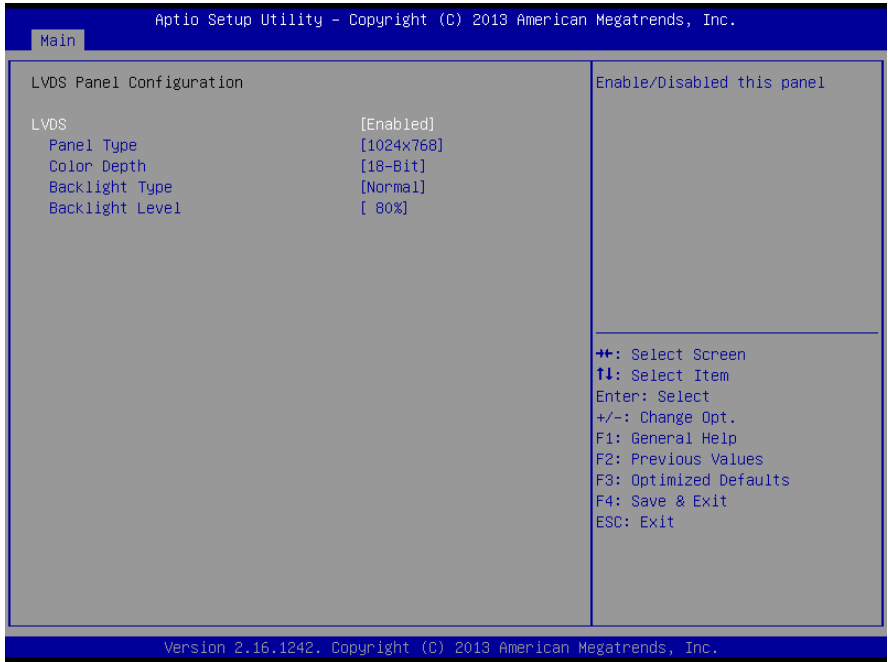 Aptio Setup Utility – Copyright (C) 2013 American Megatrends, Inc.
Main
LVDS Panel Configuration
LVDS [Enabled]
Panel Type [1024x768]
Color Depth [18-Bit]
Backlight Type [Normal]
Backlight Level [ 80%]
Enable/Disabled this panel
→←: Select Screen
↑↓: Select Item
Enter: Select
+/-: Change Opt.
F1: General Help
F2: Previous Values
F3: Optimized Defaults
F4: Save & Exit
ESC: Exit
Version 2.16.1242. Copyright (C) 2013 American Megatrends, Inc.